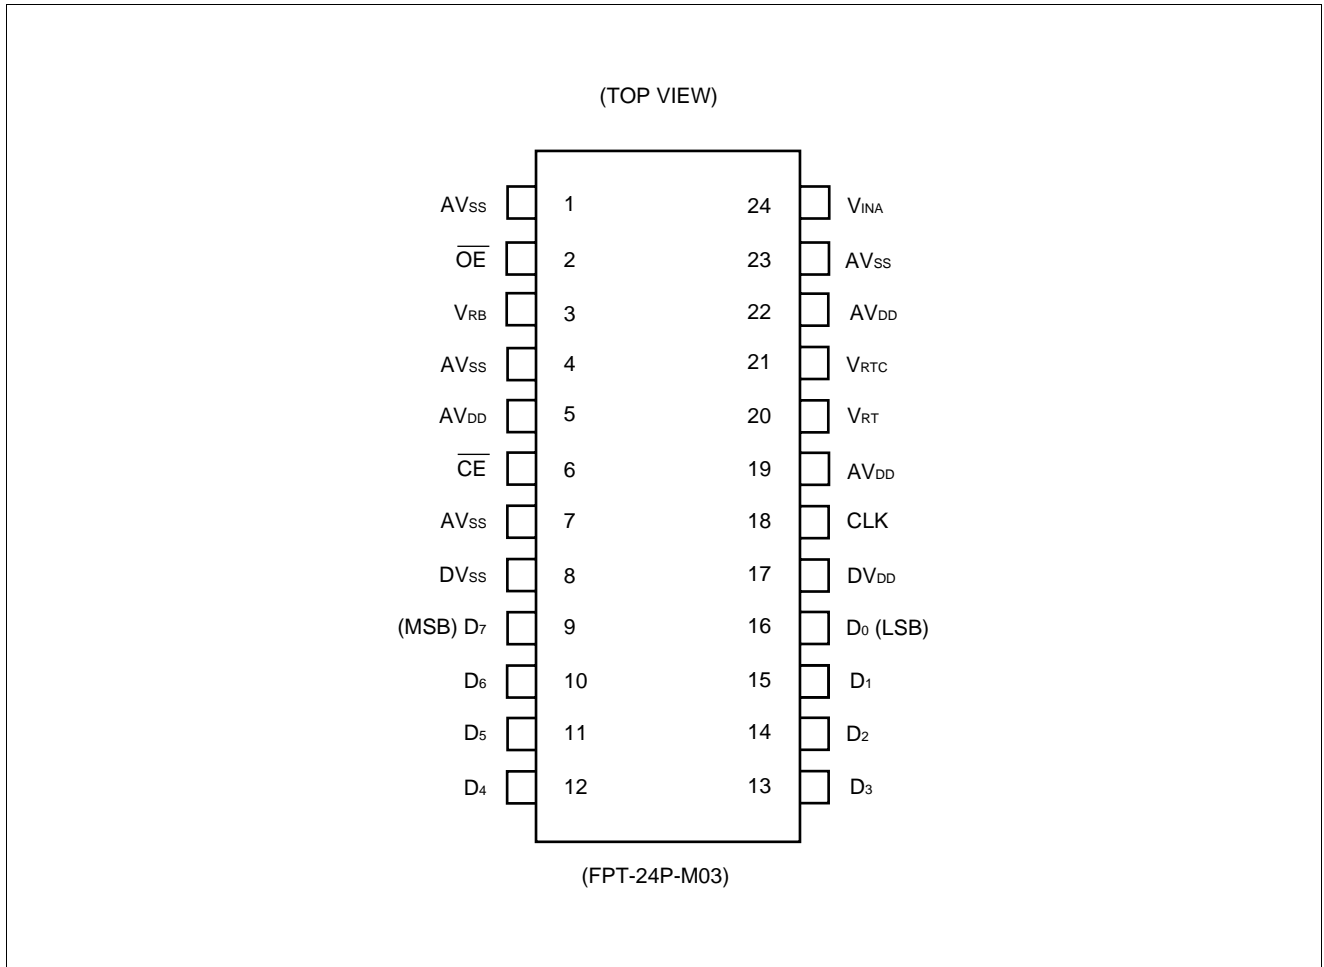 (TOP VIEW)
AVSS 1 24 VINA
OE 2 23 AVSS
VRB 3 22 AVDD
AVSS 4 21 VRTC
AVDD 5 20 VRT
CE 6 19 AVDD
AVSS 7 18 CLK
DVSS 8 17 DVDD
(MSB) D7 9 16 D0 (LSB)
D6 10 15 D1
D5 11 14 D2
D4 12 13 D3
(FPT-24P-M03)